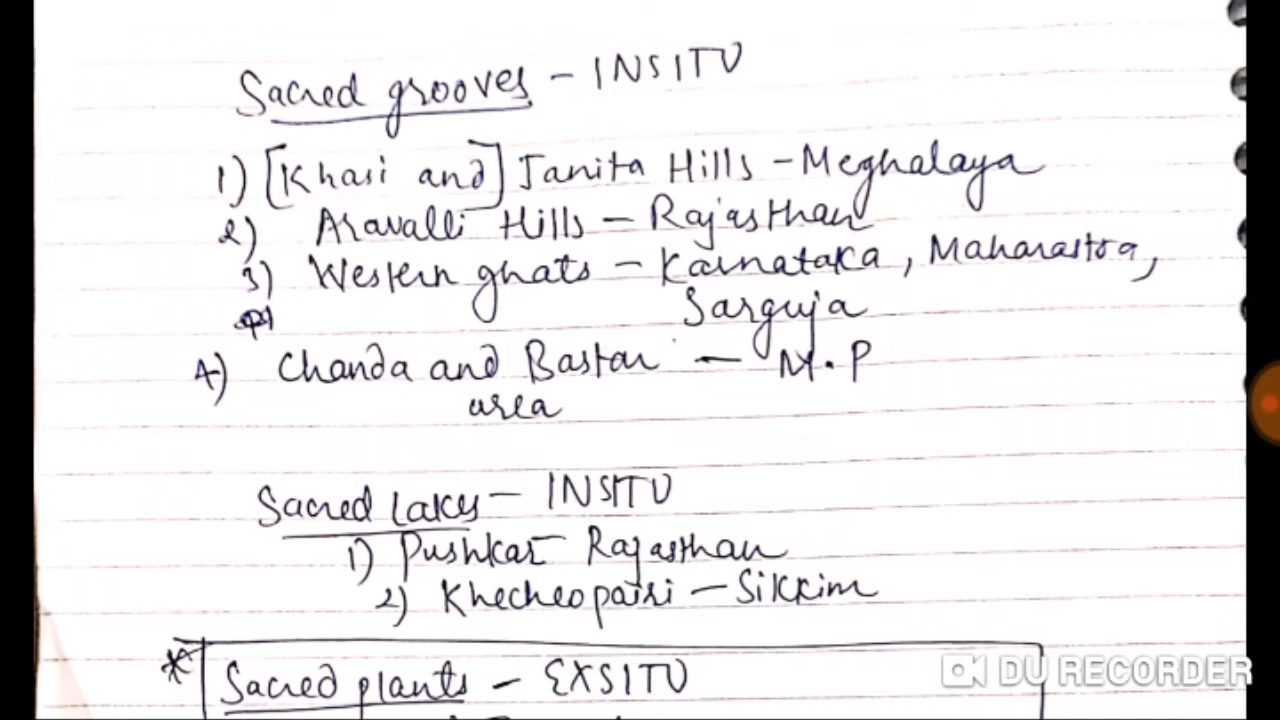 Sacred grooves - INSITU
1) [Khasi and] Janita Hills - Meghalaya
2) Aravalli Hills - Rajasthan
3) Western ghats - Karnataka, Maharastra,
Sarguja
4) Chanda and Bastar - M.P
area
Sacred Lakes - INSITU
1) Pushkar Rajasthan
2) Khecheopairi - Sikkim
* Sacred plants - EXSITU
DU RECORDER